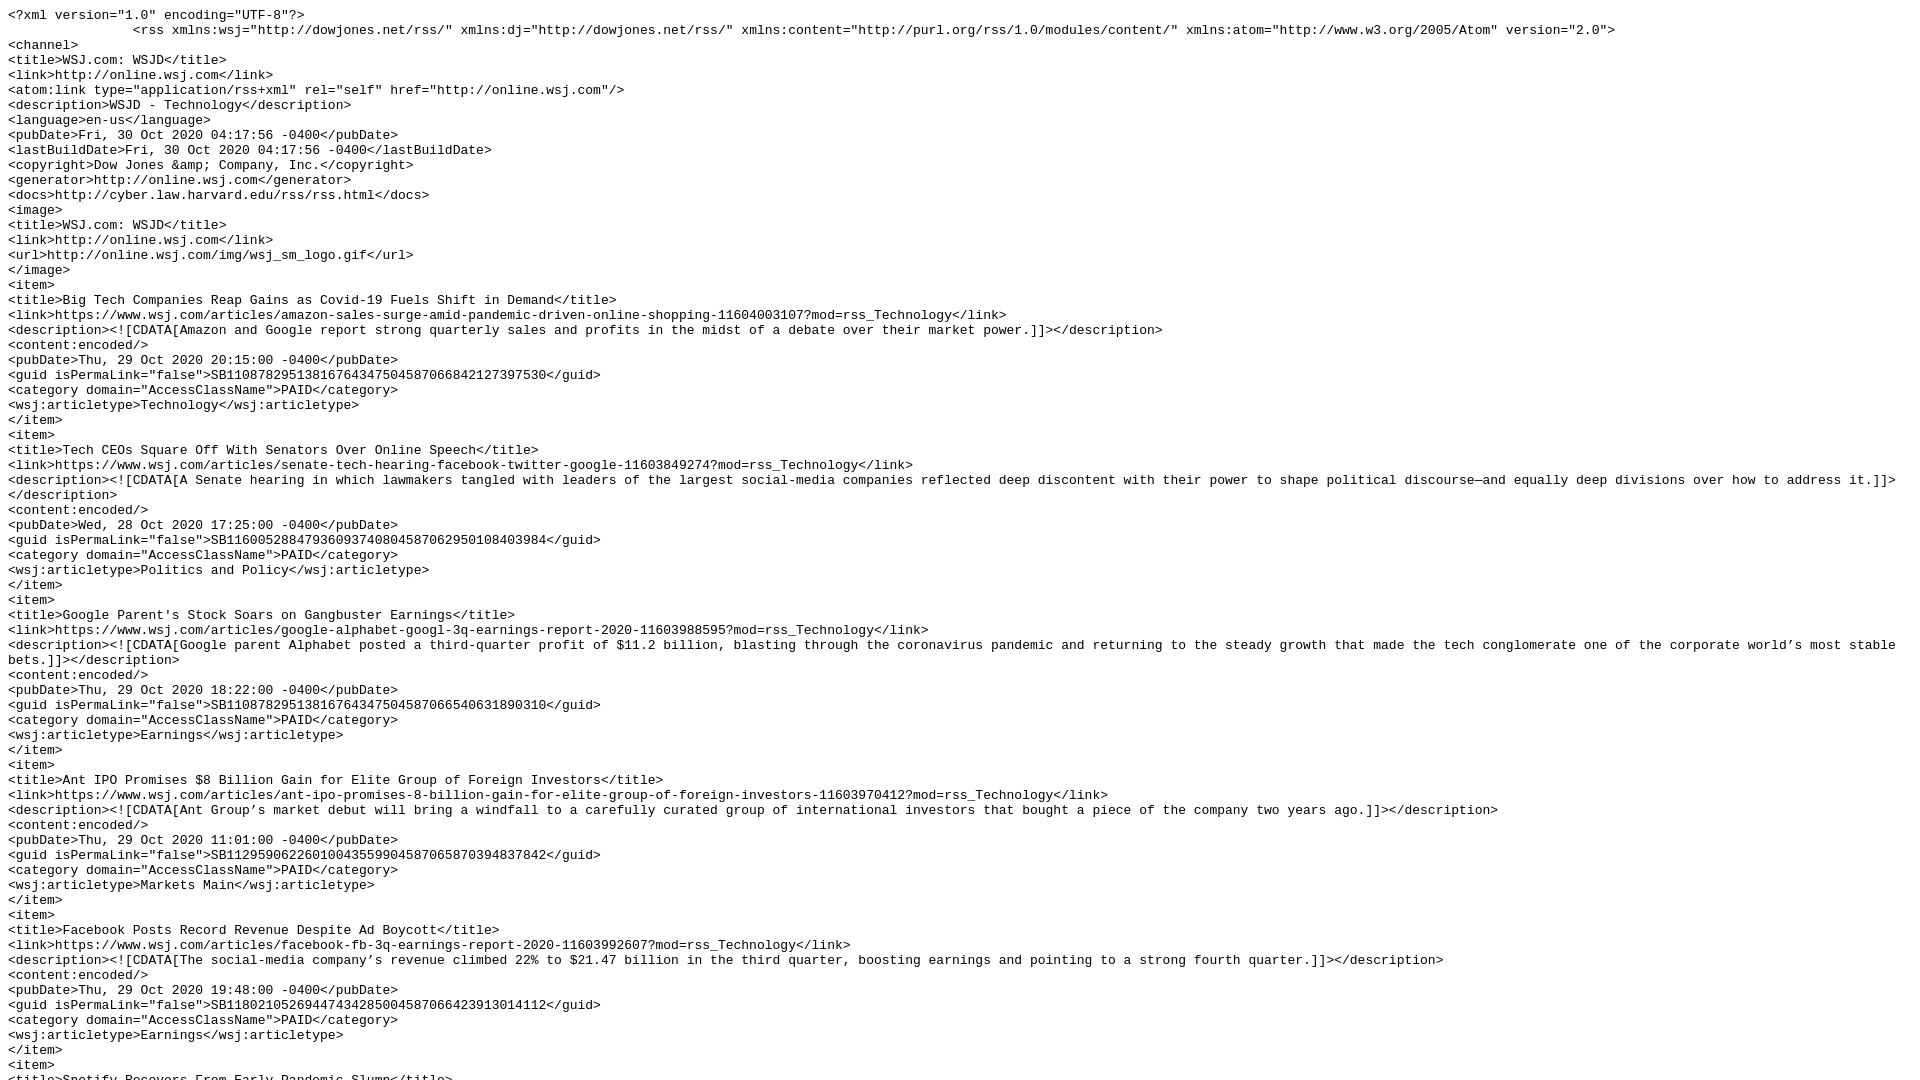 <?xml version="1.0" encoding="UTF-8"?>
<rss xmlns:wsj="http://dowjones.net/rss/" xmlns:dj="http://dowjones.net/rss/" xmlns:content="http://purl.org/rss/1.0/modules/content/" xmlns:atom="http://www.w3.org/2005/Atom" version="2.0">
<channel>
<title>WSJ.com: WSJD</title>
<link>http://online.wsj.com</link>
<atom:link type="application/rss+xml" rel="self" href="http://online.wsj.com"/>
<description>WSJD - Technology</description>
<language>en-us</language>
<pubDate>Fri, 30 Oct 2020 04:17:56 -0400</pubDate>
<lastBuildDate>Fri, 30 Oct 2020 04:17:56 -0400</lastBuildDate>
<copyright>Dow Jones &amp; Company, Inc.</copyright>
<generator>http://online.wsj.com</generator>
<docs>http://cyber.law.harvard.edu/rss/rss.html</docs>
<image>
<title>WSJ.com: WSJD</title>
<link>http://online.wsj.com</link>
<url>http://online.wsj.com/img/wsj_sm_logo.gif</url>
</image>
<item>
<title>Big Tech Companies Reap Gains as Covid-19 Fuels Shift in Demand</title>
<link>https://www.wsj.com/articles/amazon-sales-surge-amid-pandemic-driven-online-shopping-11604003107?mod=rss_Technology</link>
<description><![CDATA[Amazon and Google report strong quarterly sales and profits in the midst of a debate over their market power.]]></description>
<content:encoded/>
<pubDate>Thu, 29 Oct 2020 20:15:00 -0400</pubDate>
<guid isPermaLink="false">SB11087829513816764347504587066842127397530</guid>
<category domain="AccessClassName">PAID</category>
<wsj:articletype>Technology</wsj:articletype>
</item>
<item>
<title>Tech CEOs Square Off With Senators Over Online Speech</title>
<link>https://www.wsj.com/articles/senate-tech-hearing-facebook-twitter-google-11603849274?mod=rss_Technology</link>
<description><![CDATA[A Senate hearing in which lawmakers tangled with leaders of the largest social-media companies reflected deep discontent with their power to shape political discourse—and equally deep divisions over how to address it.]]>
</description>
<content:encoded/>
<pubDate>Wed, 28 Oct 2020 17:25:00 -0400</pubDate>
<guid isPermaLink="false">SB11600528847936093740804587062950108403984</guid>
<category domain="AccessClassName">PAID</category>
<wsj:articletype>Politics and Policy</wsj:articletype>
</item>
<item>
<title>Google Parent's Stock Soars on Gangbuster Earnings</title>
<link>https://www.wsj.com/articles/google-alphabet-googl-3q-earnings-report-2020-11603988595?mod=rss_Technology</link>
<description><![CDATA[Google parent Alphabet posted a third-quarter profit of $11.2 billion, blasting through the coronavirus pandemic and returning to the steady growth that made the tech conglomerate one of the corporate world’s most stable
bets.]]></description>
<content:encoded/>
<pubDate>Thu, 29 Oct 2020 18:22:00 -0400</pubDate>
<guid isPermaLink="false">SB11087829513816764347504587066540631890310</guid>
<category domain="AccessClassName">PAID</category>
<wsj:articletype>Earnings</wsj:articletype>
</item>
<item>
<title>Ant IPO Promises $8 Billion Gain for Elite Group of Foreign Investors</title>
<link>https://www.wsj.com/articles/ant-ipo-promises-8-billion-gain-for-elite-group-of-foreign-investors-11603970412?mod=rss_Technology</link>
<description><![CDATA[Ant Group’s market debut will bring a windfall to a carefully curated group of international investors that bought a piece of the company two years ago.]]></description>
<content:encoded/>
<pubDate>Thu, 29 Oct 2020 11:01:00 -0400</pubDate>
<guid isPermaLink="false">SB11295906226010043559904587065870394837842</guid>
<category domain="AccessClassName">PAID</category>
<wsj:articletype>Markets Main</wsj:articletype>
</item>
<item>
<title>Facebook Posts Record Revenue Despite Ad Boycott</title>
<link>https://www.wsj.com/articles/facebook-fb-3q-earnings-report-2020-11603992607?mod=rss_Technology</link>
<description><![CDATA[The social-media company’s revenue climbed 22% to $21.47 billion in the third quarter, boosting earnings and pointing to a strong fourth quarter.]]></description>
<content:encoded/>
<pubDate>Thu, 29 Oct 2020 19:48:00 -0400</pubDate>
<guid isPermaLink="false">SB11802105269447434285004587066423913014112</guid>
<category domain="AccessClassName">PAID</category>
<wsj:articletype>Earnings</wsj:articletype>
</item>
<item>
<title>Spotify Recovers From Early Pandemic Slump</title>